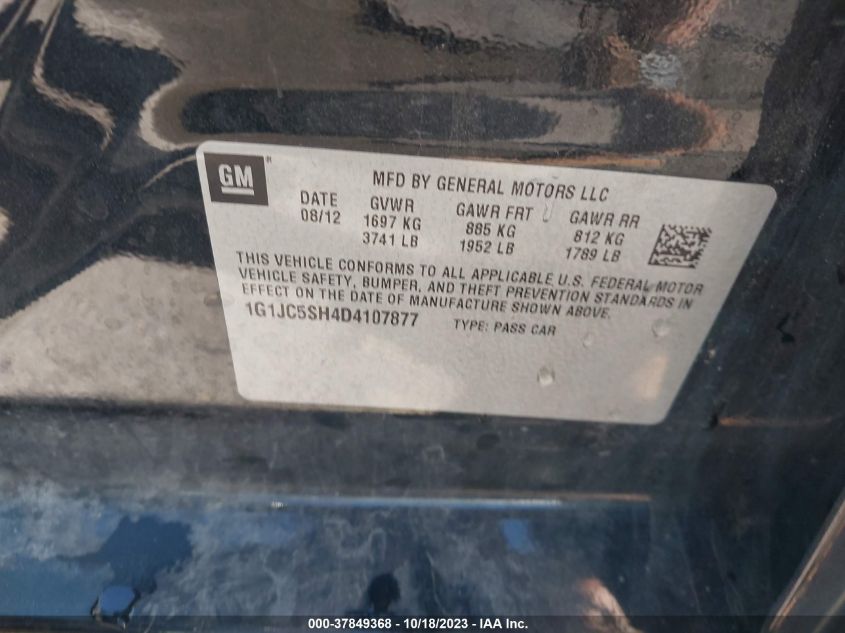 GM
MFD BY GENERAL MOTORS LLC
DATE GVWR GAWR FRT GAWR RR
08/12 1697 KG 885 KG 812 KG
3741 LB 1952 LB 1789 LB
THIS VEHICLE CONFORMS TO ALL APPLICABLE U.S. FEDERAL MOTOR
VEHICLE SAFETY, BUMPER, AND THEFT PREVENTION STANDARDS IN
EFFECT ON THE DATE OF MANUFACTURE SHOWN ABOVE.
1G1JC5SH4D4107877 TYPE: PASS CAR
000-37849368 - 10/18/2023 - IAA Inc.